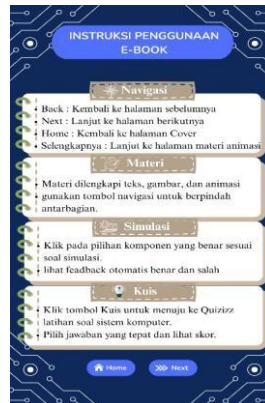 INSTRUKSI PENGGUNAAN
E-BOOK
Navigasi
Back : Kembali ke halaman sebelumnya
Next : Lanjut ke halaman berikutnya
Home : Kembali ke halaman Cover
Selengkapnya : Lanjut ke halaman materi animasi
Materi
Materi dilengkapi teks, gambar, dan animasi
gunakan tombol navigasi untuk berpindah
antarbagian.
Simulasi
Klik pada pilihan komponen yang benar sesuai
soal simulasi.
lihat feadback otomatis benar dan salah
Kuis
Klik tombol Kuis untuk menuju ke Quizizz
latihan soal sistem komputer.
Pilih jawaban yang tepat dan lihat skor.
Home
Next